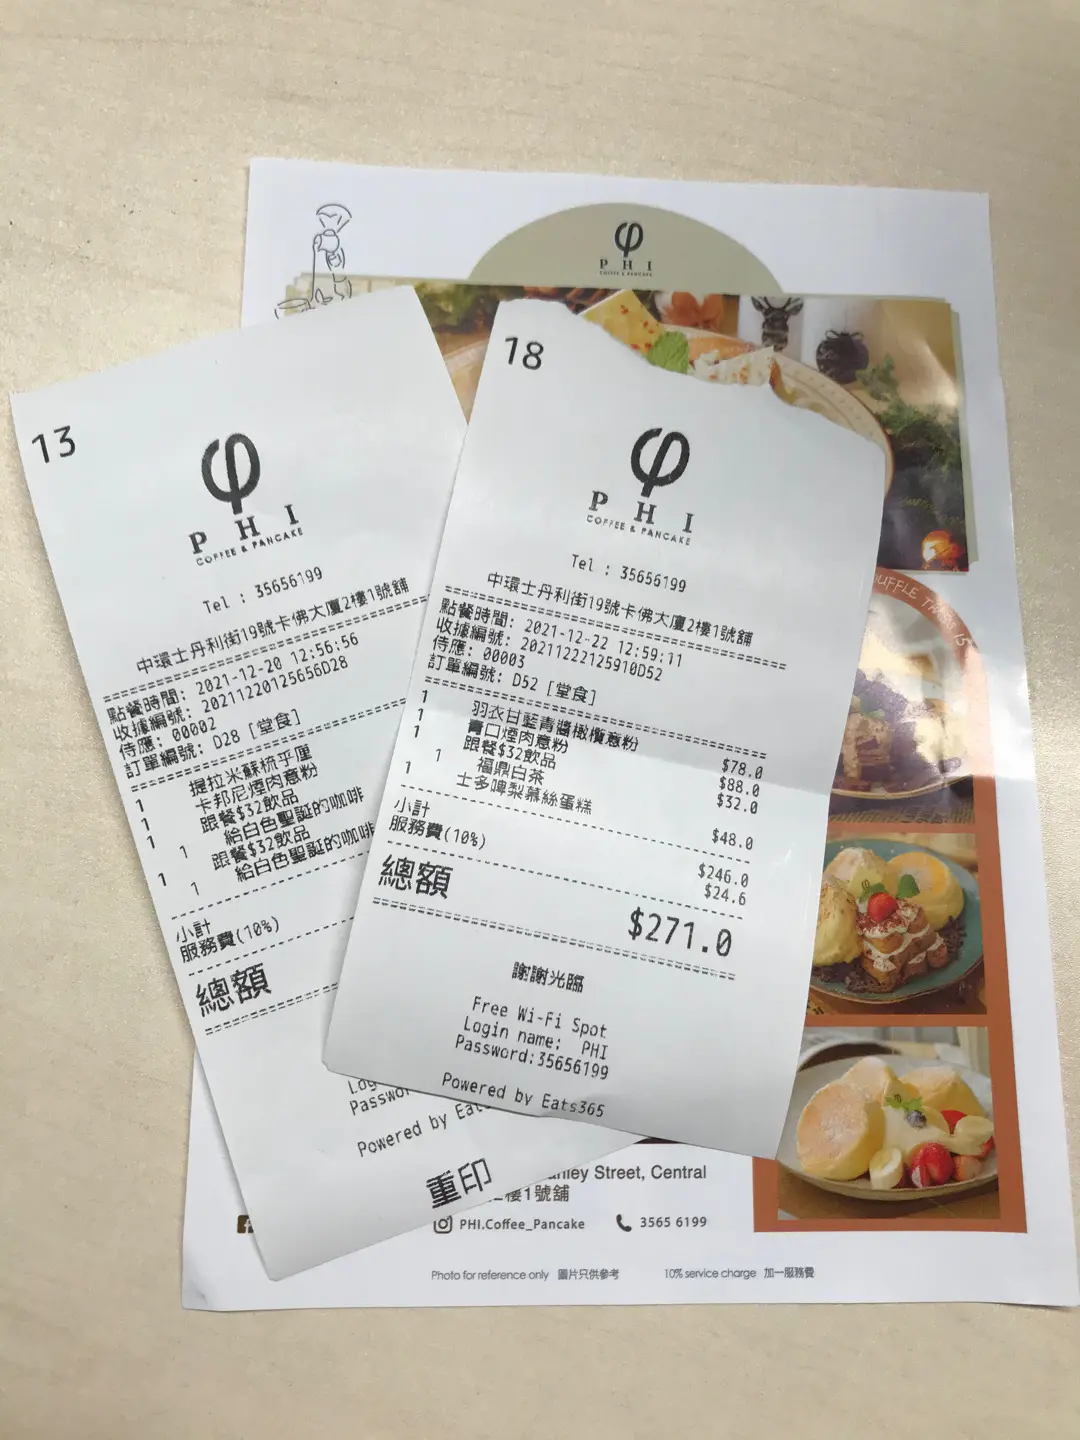 φ
PHI
COFFEE & PANCAKE
13
φ
PHI
COFFEE & PANCAKE
Tel : 35656199
中環士丹利街19號卡佛大廈2樓1號舖
點餐時間: 2021-12-20 12:56:56
收據編號: 20211220125656D28
侍應: 00002
訂單編號: D28 [堂食]
1 提拉米蘇梳乎厘
1 卡邦尼煙肉意粉
1 跟餐$32飲品
1 給白色聖誕的咖啡
1 跟餐$32飲品
1 給白色聖誕的咖啡
小計
服務費(10%)
總額
Passwor
Powered by Eats
重印
18
φ
PHI
COFFEE & PANCAKE
Tel : 35656199
中環士丹利街19號卡佛大廈2樓1號舖
點餐時間: 2021-12-22 12:59:11
收據編號: 20211222125910D52
侍應: 00003
訂單編號: D52 [堂食]
1 羽衣甘藍青醬橄欖意粉 $78.0
1 青口煙肉意粉 $88.0
1 跟餐$32飲品 $32.0
1 福鼎白茶
1 士多啤梨慕絲蛋糕 $48.0
小計 $246.0
服務費(10%) $24.6
總額 $271.0
謝謝光臨
Free Wi-Fi Spot
Login name: PHI
Password:35656199
Powered by Eats365
nley Street, Central
樓1號舖
PHI.Coffee_Pancake 3565 6199
Photo for reference only 圖片只供參考 10% service charge 加一服務費